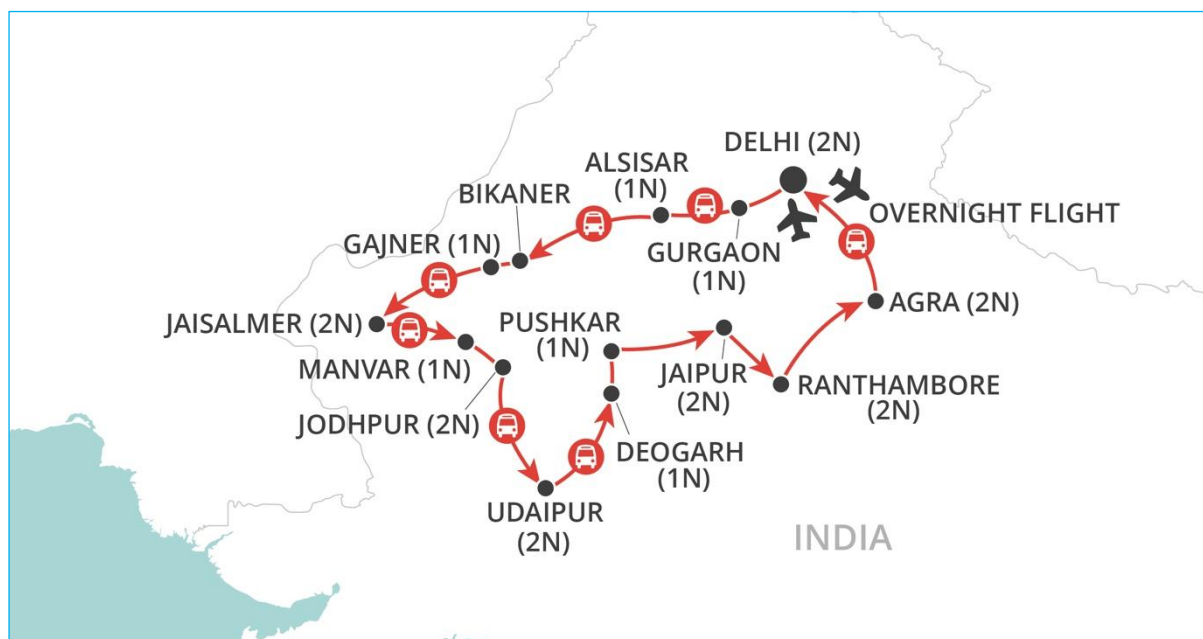 DELHI (2N)
ALSISAR
(1N)
BIKANER
OVERNIGHT FLIGHT
GAJNER (1N)
GURGAON
(1N)
AGRA (2N)
JAISALMER (2N)
PUSHKAR
(1N)
MANVAR (1N)
JAIPUR
(2N)
RANTHAMBORE
(2N)
JODHPUR (2N)
DEOGARH
(1N)
UDAIPUR
(2N)
INDIA